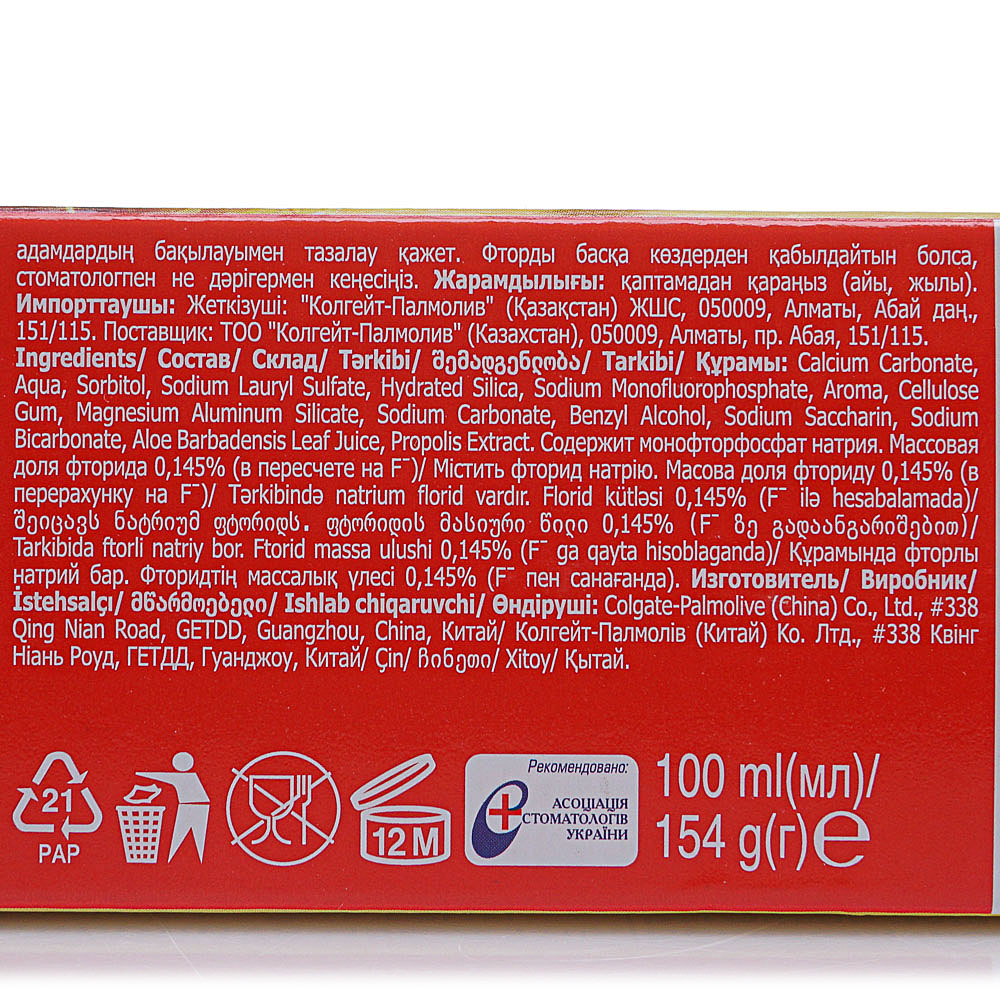 адамдардың бақылауымен тазалау қажет. Фторды басқа көздерден қабылдайтын болса,
стоматологпен не дәрігермен кеңесіңіз. Жарамдылығы: қаптамадан қараңыз (айы, жылы).
Импорттаушы: Жеткізуші: "Колгейт-Палмолив" (Қазақстан) ЖШС, 050009, Алматы, Абай даң.,
151/115. Поставщик: ТОО "Колгейт-Палмолив" (Казахстан), 050009, Алматы, пр. Абая, 151/115.
Ingredients/ Состав/ Склад/ Tərkibi/ შემადგენლობა/ Tarkibi/ Құрамы: Calcium Carbonate,
Aqua, Sorbitol, Sodium Lauryl Sulfate, Hydrated Silica, Sodium Monofluorophosphate, Aroma, Cellulose
Gum, Magnesium Aluminum Silicate, Sodium Carbonate, Benzyl Alcohol, Sodium Saccharin, Sodium
Bicarbonate, Aloe Barbadensis Leaf Juice, Propolis Extract. Содержит монофторфосфат натрия. Массовая
доля фторида 0,145% (в пересчете на F⁻)/ Містить фторид натрію. Масова доля фториду 0,145% (в
перерахунку на F⁻)/ Tərkibində natrium florid vardır. Florid kütləsi 0,145% (F⁻ ilə hesabalamada)/
შეიცავს ნატრიუმ ფტორიდს. ფტორიდის მასიური წილი 0,145% (F⁻ ზე გადაანგარიშებით)/
Tarkibida ftorli natriy bor. Ftorid massa ulushi 0,145% (F⁻ ga qayta hisoblaganda)/ Құрамында фторлы
натрий бар. Фторидтің массалық үлесі 0,145% (F⁻ пен санағанда). Изготовитель/ Виробник/
İstehsalçı/ მწარმოებელი/ Ishlab chiqaruvchi/ Өндіруші: Colgate-Palmolive (China) Co., Ltd., #338
Qing Nian Road, GETDD, Guangzhou, China, Китай/ Колгейт-Палмолів (Китай) Ко. Лтд., #338 Квінг
Ніань Роуд, ГЕТДД, Гуанджоу, Китай/ Çin/ ჩინეთი/ Xitoy/ Қытай.
21
PAP
12 M
Рекомендовано:
АСОЦІАЦІЯ
СТОМАТОЛОГІВ
УКРАЇНИ
100 ml(мл)/
154 g(г) ℮